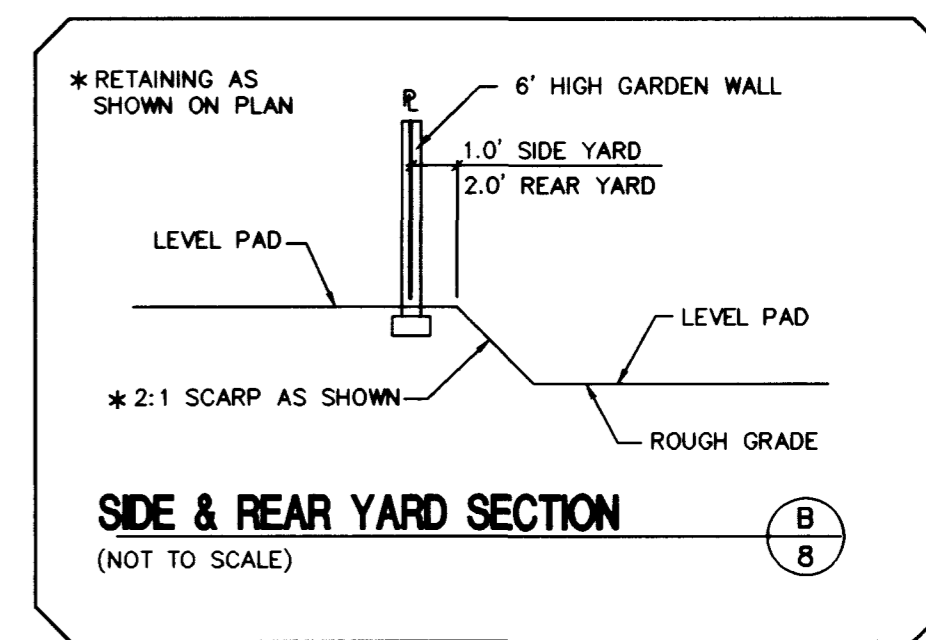 * RETAINING AS
SHOWN ON PLAN
℄
6' HIGH GARDEN WALL
1.0' SIDE YARD
2.0' REAR YARD
LEVEL PAD
LEVEL PAD
* 2:1 SCARP AS SHOWN
ROUGH GRADE
SIDE & REAR YARD SECTION
(NOT TO SCALE)
B
8